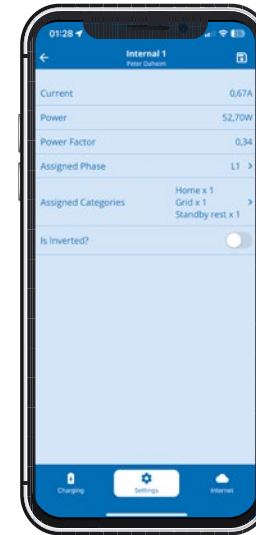 01:28
Internal 1
Peter Daheim
Current 0,67A
Power 52,70W
Power Factor 0,34
Assigned Phase L1 >
Assigned Categories Home x 1
Grid x 1 >
Standby rest x 1
Is Inverted?
Charging Settings Internet